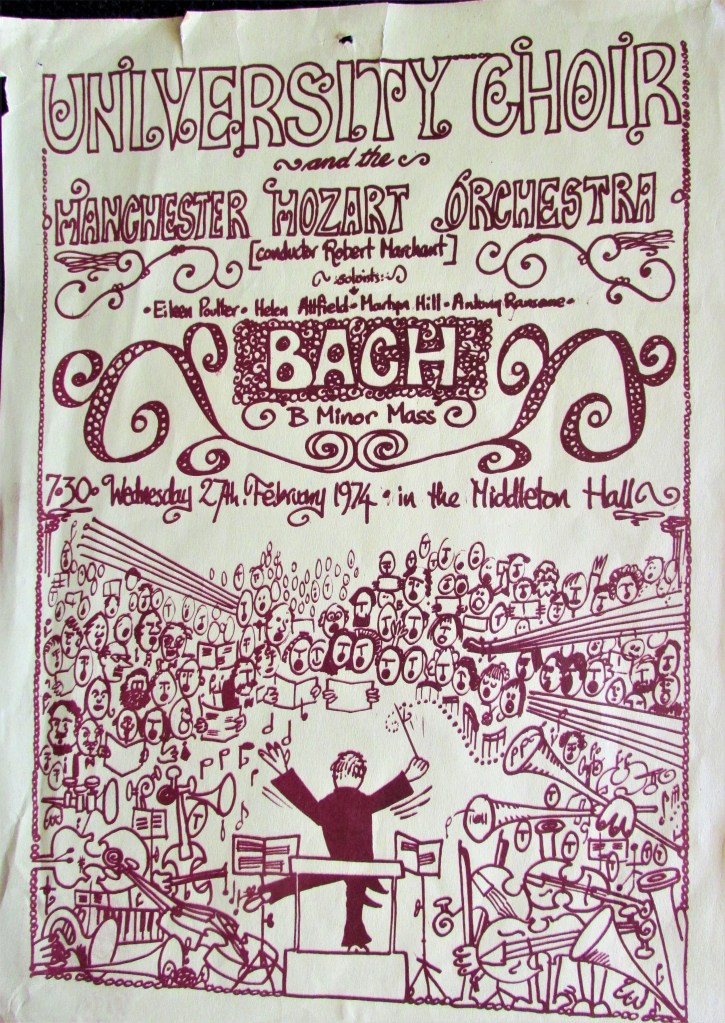 UNIVERSITY CHOIR
and the
MANCHESTER MOZART ORCHESTRA
[conductor Robert Marchant]
soloists:
• Eileen Poulter • Helen Attfield • Martyn Hill • Antony Ransome •
BACH
B Minor Mass
7.30. Wednesday 27th. February 1974 • in the Middleton Hall